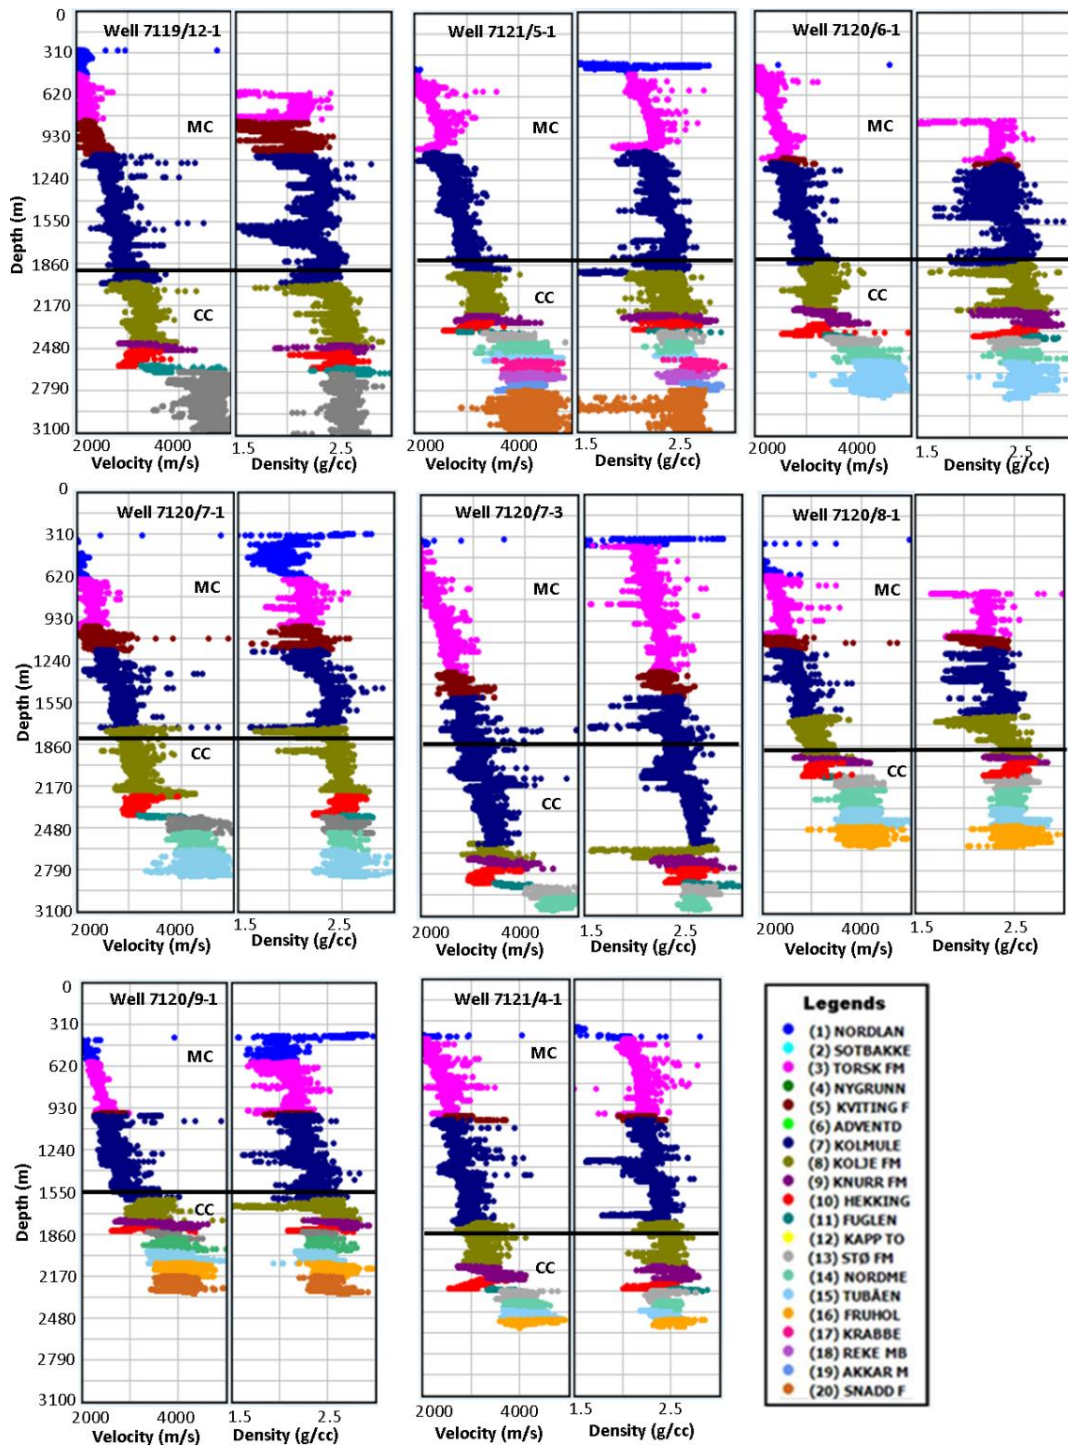 Well 7119/12-1
Well 7121/5-1
Well 7120/6-1
0
310
620
930
1240
1550
1860
2170
2480
2790
3100
Depth (m)
MC
CC
MC
CC
MC
CC
2000 4000 1.5 2.5
4000 1.5 2.5
2000 4000 1.5 2.5
Velocity (m/s) Density (g/cc)
Velocity (m/s) Density (g/cc)
Velocity (m/s) Density (g/cc)
Well 7120/7-1
Well 7120/7-3
Well 7120/8-1
0
310
620
930
1240
1550
1860
2170
2480
2790
3100
Depth (m)
MC
CC
MC
CC
MC
CC
2000 4000 1.5 2.5
2000 4000 1.5 2.5
2000 4000 1.5 2.5
Velocity (m/s) Density (g/cc)
Velocity (m/s) Density (g/cc)
Velocity (m/s) Density (g/cc)
Well 7120/9-1
Well 7121/4-1
0
310
620
930
1240
1550
1860
2170
2480
2790
3100
Depth (m)
MC
CC
MC
CC
2000 4000 1.5 2.5
2000 4000 1.5 2.5
Velocity (m/s) Density (g/cc)
Velocity (m/s) Density (g/cc)
Legends
(1) NORDLAN
(2) SOTBAKKE
(3) TORSK FM
(4) NYGRUNN
(5) KVITING F
(6) ADVENTD
(7) KOLMULE
(8) KOLJE FM
(9) KNURR FM
(10) HEKKING
(11) FUGLEN
(12) KAPP TO
(13) STØ FM
(14) NORDME
(15) TUBÅEN
(16) FRUHOL
(17) KRABBE
(18) REKE MB
(19) AKKAR M
(20) SNADD F